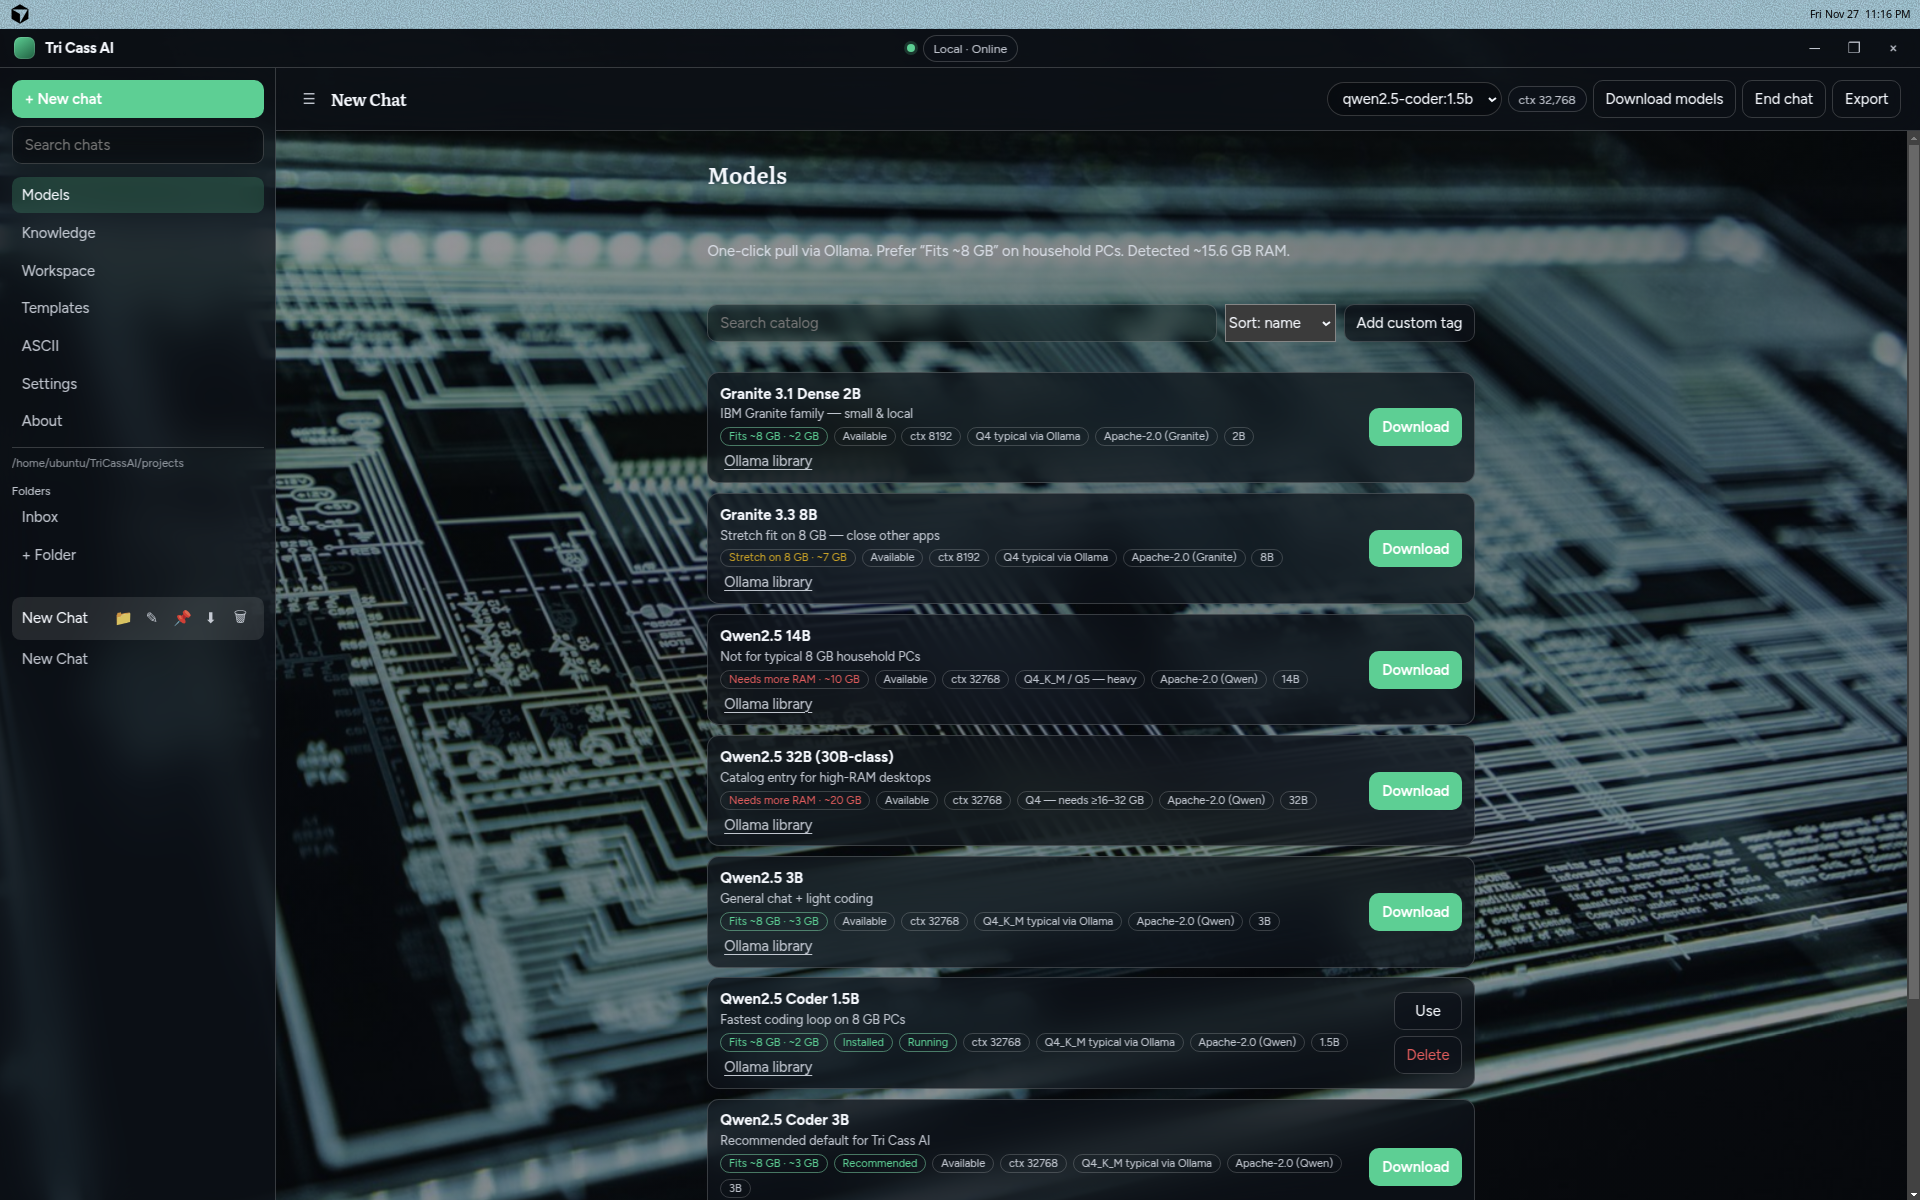 Fri Nov 27 11:16 PM
Tri Cass AI
Local · Online
+ New chat
Search chats
Models
Knowledge
Workspace
Templates
ASCII
Settings
About
/home/ubuntu/TriCassAI/projects
Folders
Inbox
+ Folder
New Chat
New Chat
New Chat
qwen2.5-coder:1.5b
ctx 32,768
Download models
End chat
Export
Models
One-click pull via Ollama. Prefer “Fits ~8 GB” on household PCs. Detected ~15.6 GB RAM.
Search catalog
Sort: name
Add custom tag
Granite 3.1 Dense 2B
IBM Granite family — small & local
Fits ~8 GB · ~2 GB Available ctx 8192 Q4 typical via Ollama Apache-2.0 (Granite) 2B
Ollama library
Download
Granite 3.3 8B
Stretch fit on 8 GB — close other apps
Stretch on 8 GB · ~7 GB Available ctx 8192 Q4 typical via Ollama Apache-2.0 (Granite) 8B
Ollama library
Download
Qwen2.5 14B
Not for typical 8 GB household PCs
Needs more RAM · ~10 GB Available ctx 32768 Q4_K_M / Q5 — heavy Apache-2.0 (Qwen) 14B
Ollama library
Download
Qwen2.5 32B (30B-class)
Catalog entry for high-RAM desktops
Needs more RAM · ~20 GB Available ctx 32768 Q4 — needs ≥16–32 GB Apache-2.0 (Qwen) 32B
Ollama library
Download
Qwen2.5 3B
General chat + light coding
Fits ~8 GB · ~3 GB Available ctx 32768 Q4_K_M typical via Ollama Apache-2.0 (Qwen) 3B
Ollama library
Download
Qwen2.5 Coder 1.5B
Fastest coding loop on 8 GB PCs
Fits ~8 GB · ~2 GB Installed Running ctx 32768 Q4_K_M typical via Ollama Apache-2.0 (Qwen) 1.5B
Ollama library
Use
Delete
Qwen2.5 Coder 3B
Recommended default for Tri Cass AI
Fits ~8 GB · ~3 GB Recommended Available ctx 32768 Q4_K_M typical via Ollama Apache-2.0 (Qwen)
3B
Download